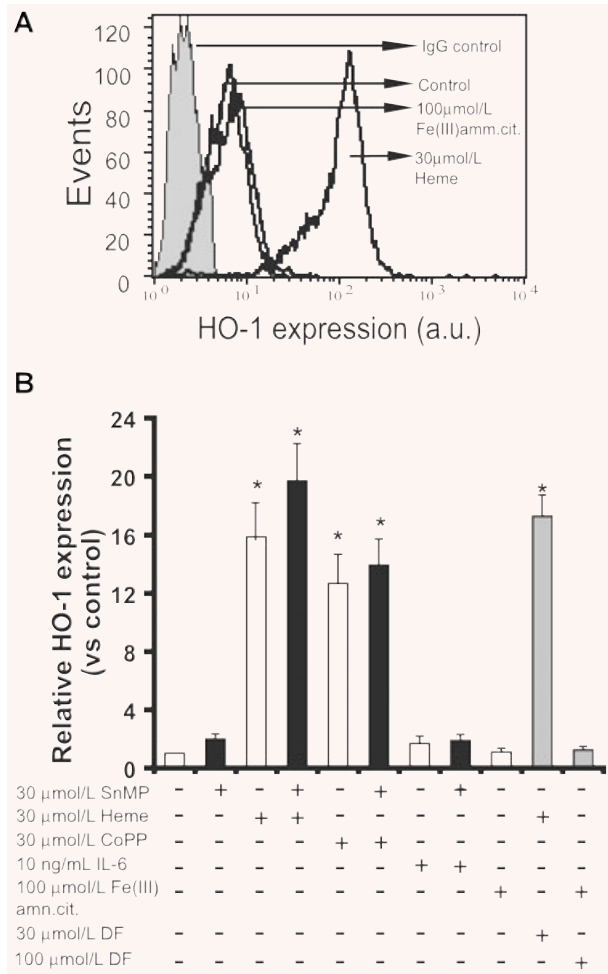 A
120
100
80
60
40
20
0
Events
IgG control
Control
100μmol/L
Fe(III)amm.cit.
30μmol/L
Heme
10 0 10 1 10 2 10 3 10 4
HO-1 expression (a.u.)
B
24
20
16
12
8
4
0
Relative HO-1 expression
(vs control)
* * * * *
30 μmol/L SnMP - + - + - + - + - - -
30 μmol/L Heme - - + + - - - - - + -
30 μmol/L CoPP - - - - + + - - - - -
10 ng/mL IL-6 - - - - - - + + - - -
100 μmol/L Fe(III) - - - - - - - - + - +
amn.cit.
30 μmol/L DF - - - - - - - - - + -
100 μmol/L DF - - - - - - - - - - +